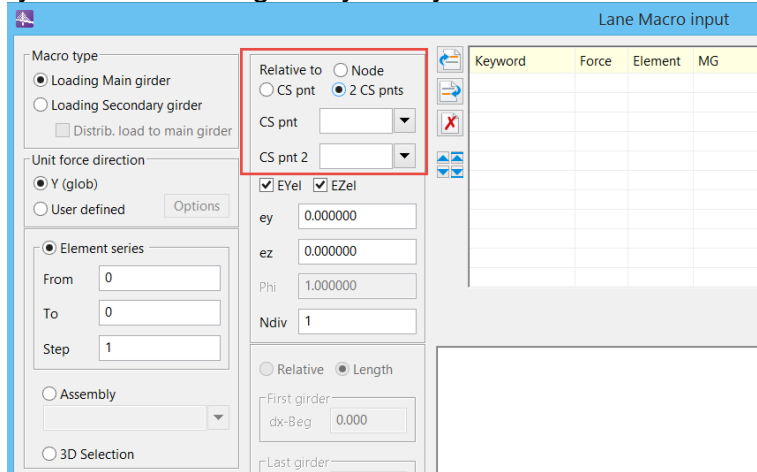 Lane Macro input
Macro type
Loading Main girder
Loading Secondary girder
Distrib. load to main girder
Unit force direction
Y (glob)
User defined Options
Element series
From 0
To 0
Step 1
Assembly
3D Selection
Relative to Node
CS pnt 2 CS pnts
CS pnt
CS pnt 2
EYel EZel
ey 0.000000
ez 0.000000
Phi 1.000000
Ndiv 1
Relative Length
First girder
dx-Beg 0.000
Last girder
Keyword Force Element MG